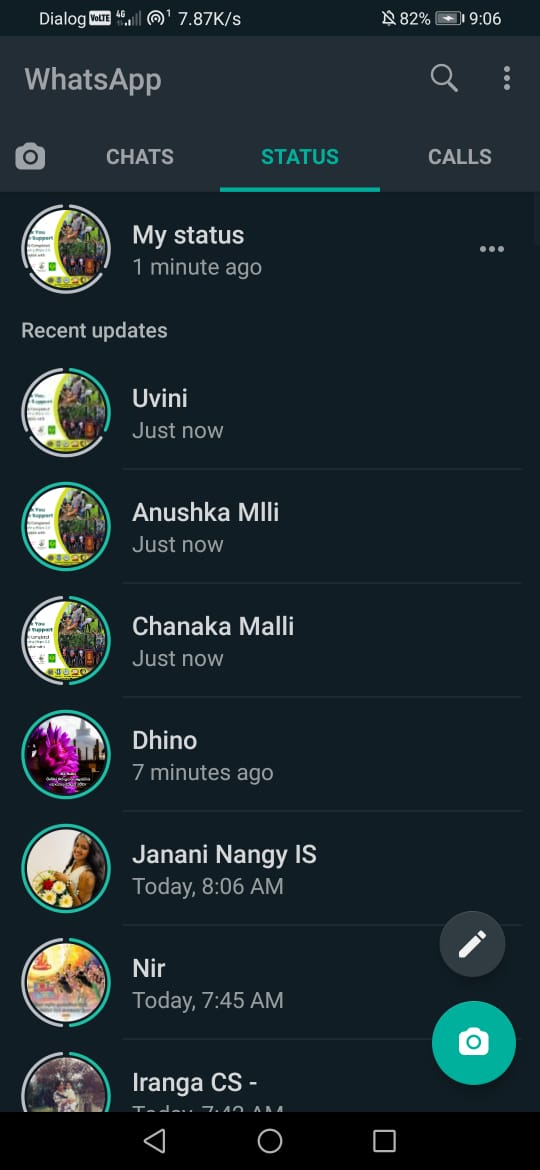 Dialog VoLTE 4G 1 7.87K/s 82% 9:06
WhatsApp
CHATS STATUS CALLS
My status
1 minute ago
Recent updates
Uvini
Just now
Anushka Mlli
Just now
Chanaka Malli
Just now
Dhino
7 minutes ago
Janani Nangy IS
Today, 8:06 AM
Nir
Today, 7:45 AM
Iranga CS -